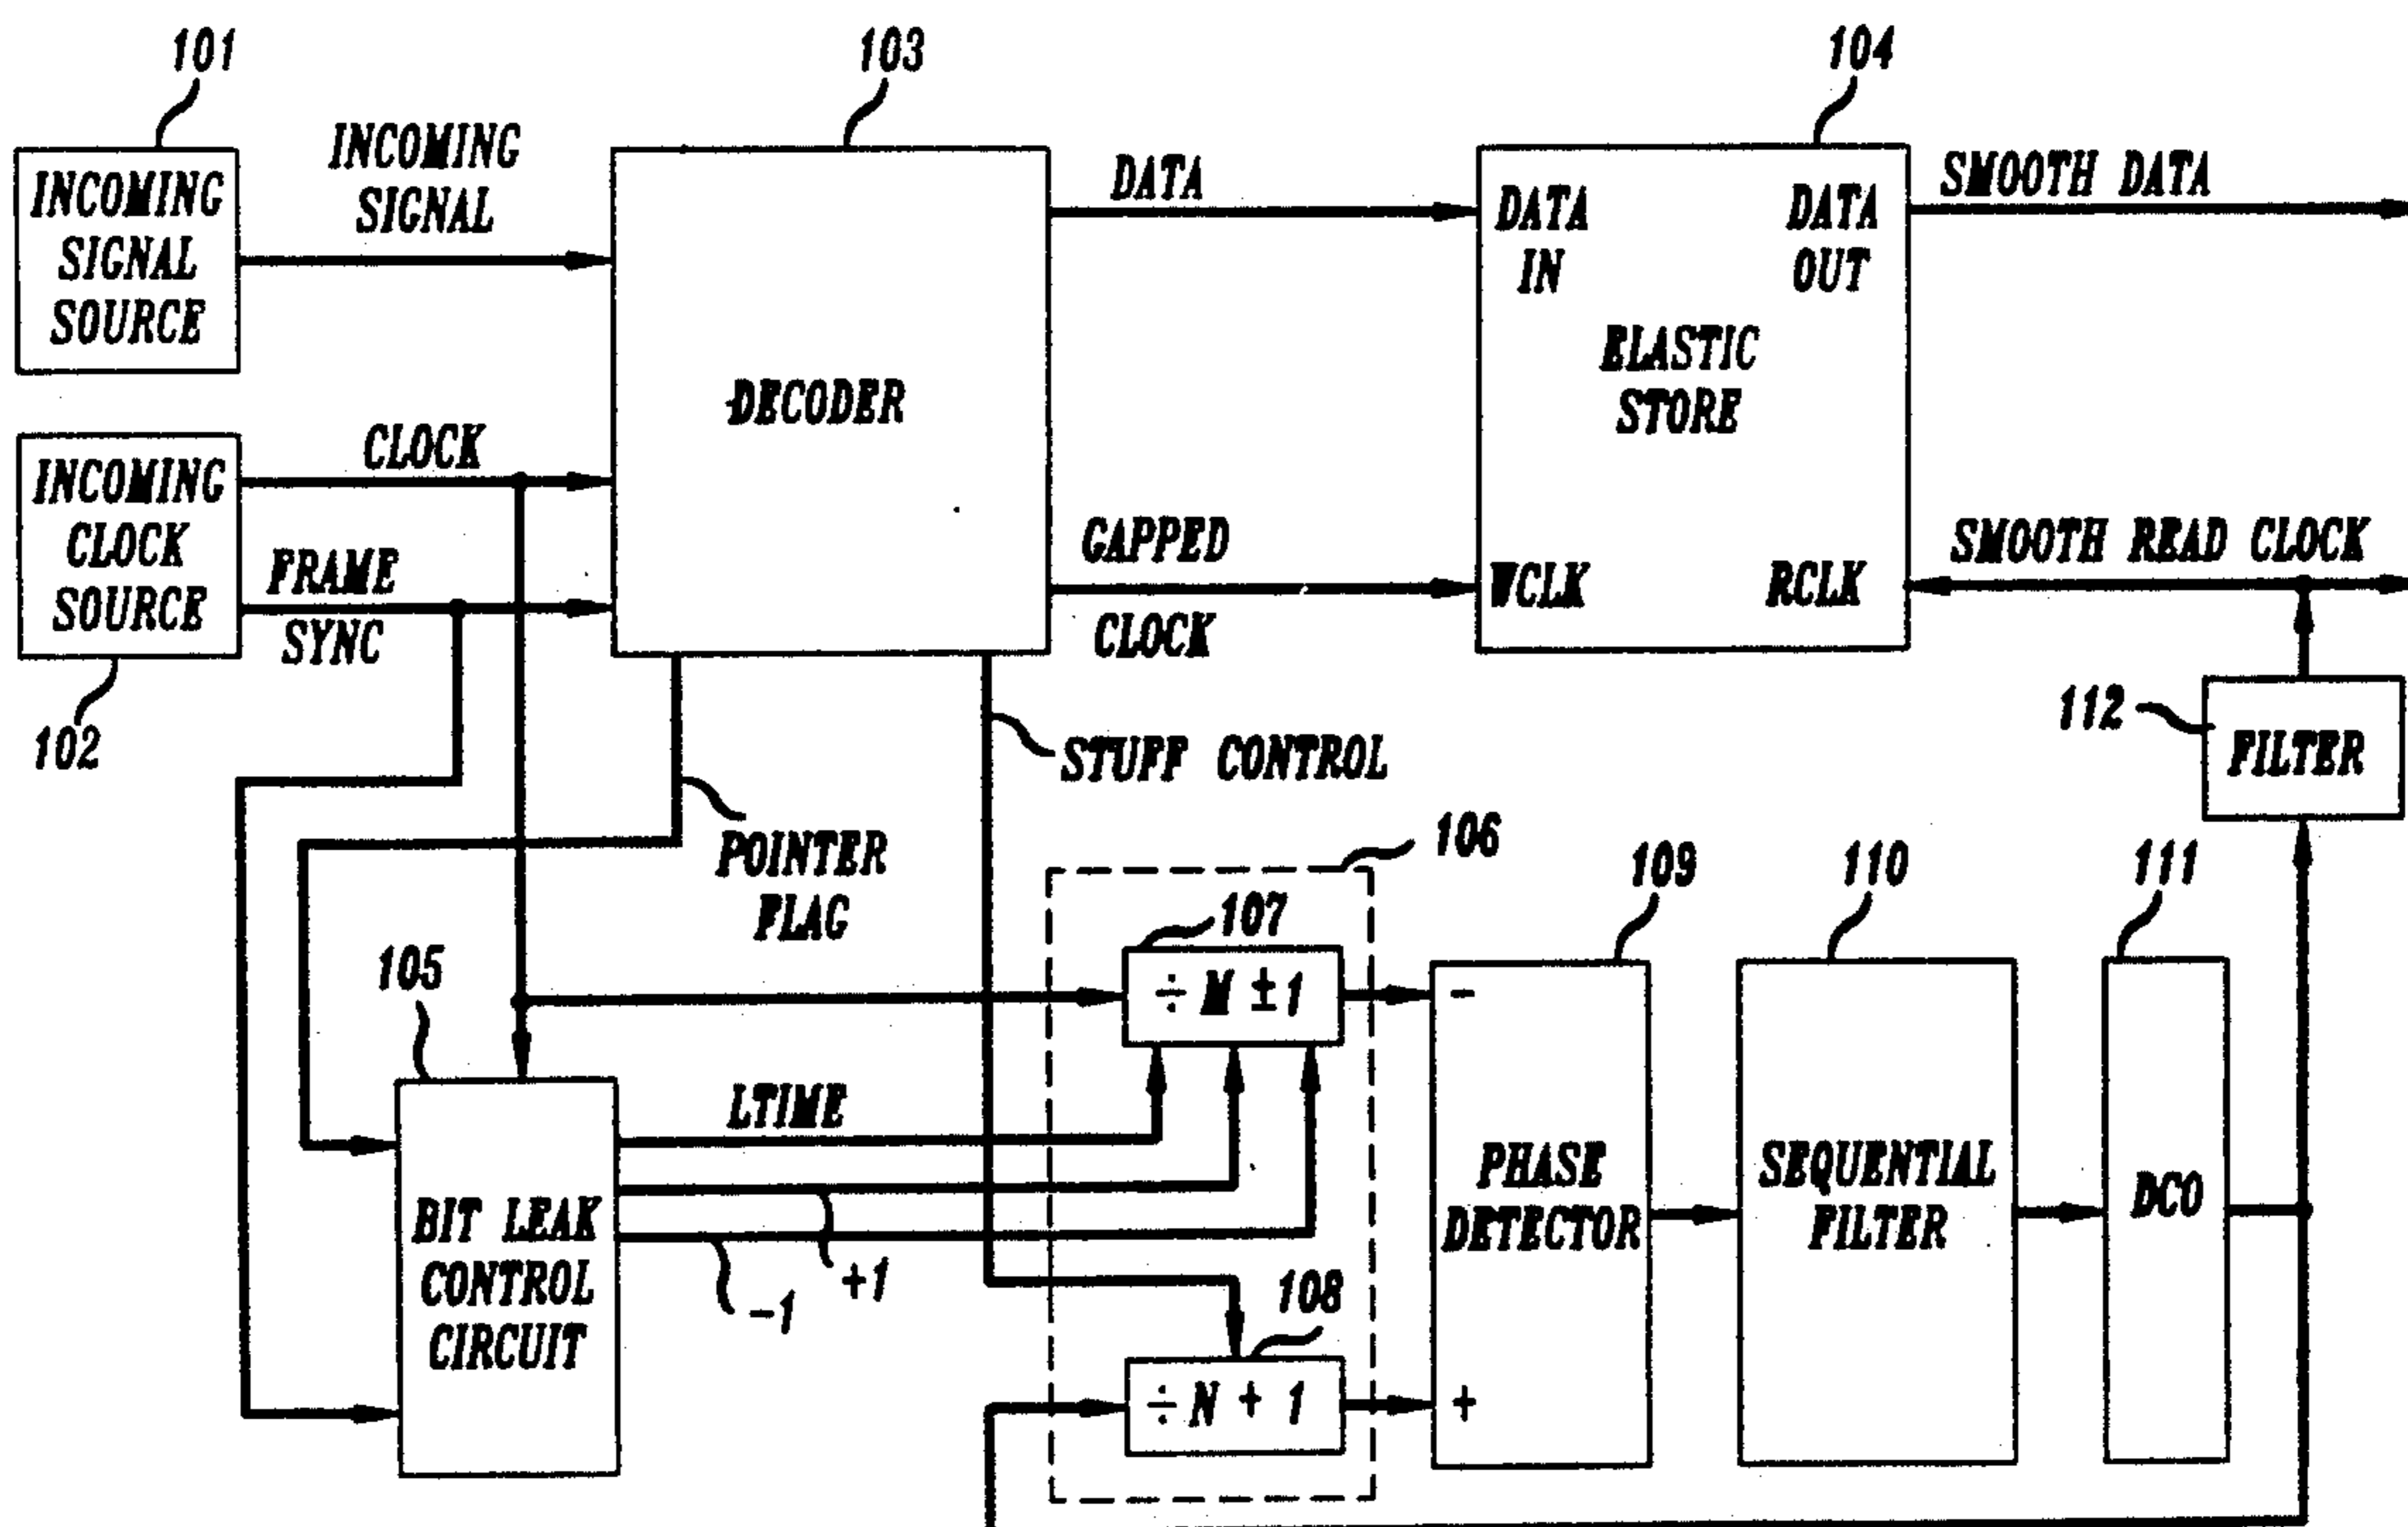 101
103
104
INCOMING
SIGNAL
SOURCE
INCOMING
SIGNAL
DECODER
DATA
DATA
IN
DATA
OUT
ELASTIC
STORE
SMOOTH DATA
INCOMING
CLOCK
SOURCE
CLOCK
FRAME
SYNC
GAPPED
CLOCK
WCLK
RCLK
SMOOTH READ CLOCK
102
STUFF CONTROL
POINTER
FLAG
112
FILTER
106
107
÷ M ± 1
109
110
111
105
BIT LEAK
CONTROL
CIRCUIT
LTIME
+1
-1
108
÷ N + 1
-
PHASE
DETECTOR
+
SEQUENTIAL
FILTER
DCO